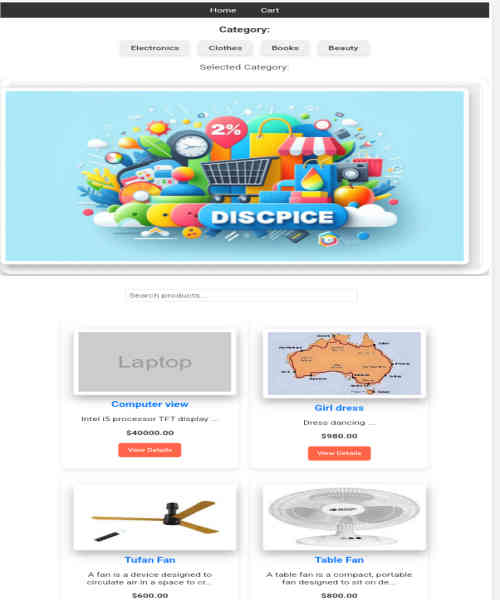 Home Cart
Category:
Electronics Clothes Books Beauty
Selected Category:
2%
DISCPICE
Search products...
Laptop
Computer view
Intel i5 processor TFT display ...
$40000.00
View Details
Girl dress
Dress dancing ...
$980.00
View Details
Tufan Fan
A fan is a device designed to
circulate air in a space to cr...
$600.00
Table Fan
A table fan is a compact, portable
fan designed to sit on de...
$800.00